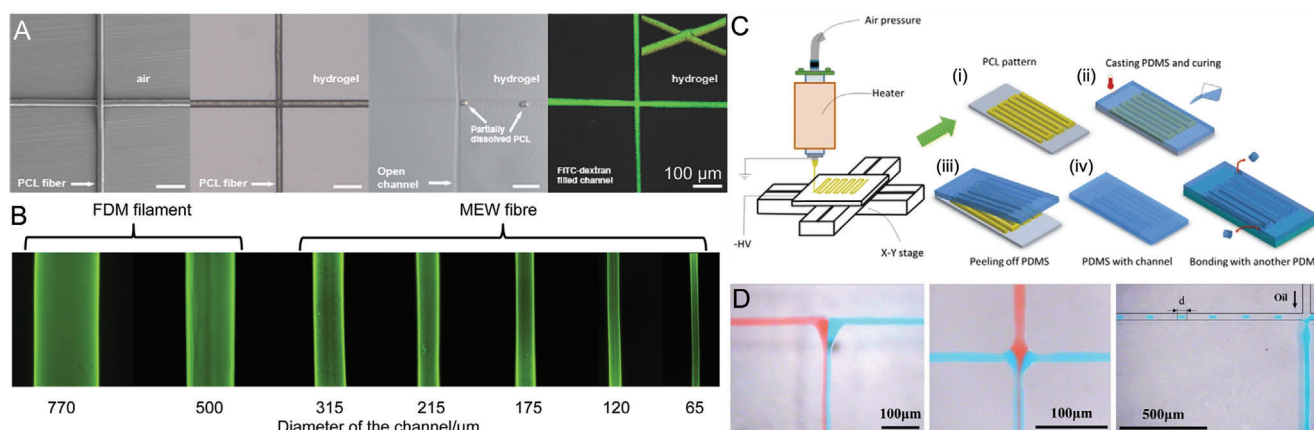 A
air
PCL fiber
hydrogel
PCL fiber
hydrogel
Partially
dissolved PCL
Open
channel
hydrogel
FITC-dextran
filled channel
100 μm
B
FDM filament
MEW fibre
770
500
315
215
175
120
65
Diameter of the channel/um
C
Air pressure
Heater
-HV
X-Y stage
(i)
PCL pattern
(ii)
Casting PDMS and curing
(iii)
Peeling off PDMS
(iv)
PDMS with channel
Bonding with another PDM
D
100μm
100μm
Oil
d
500μm